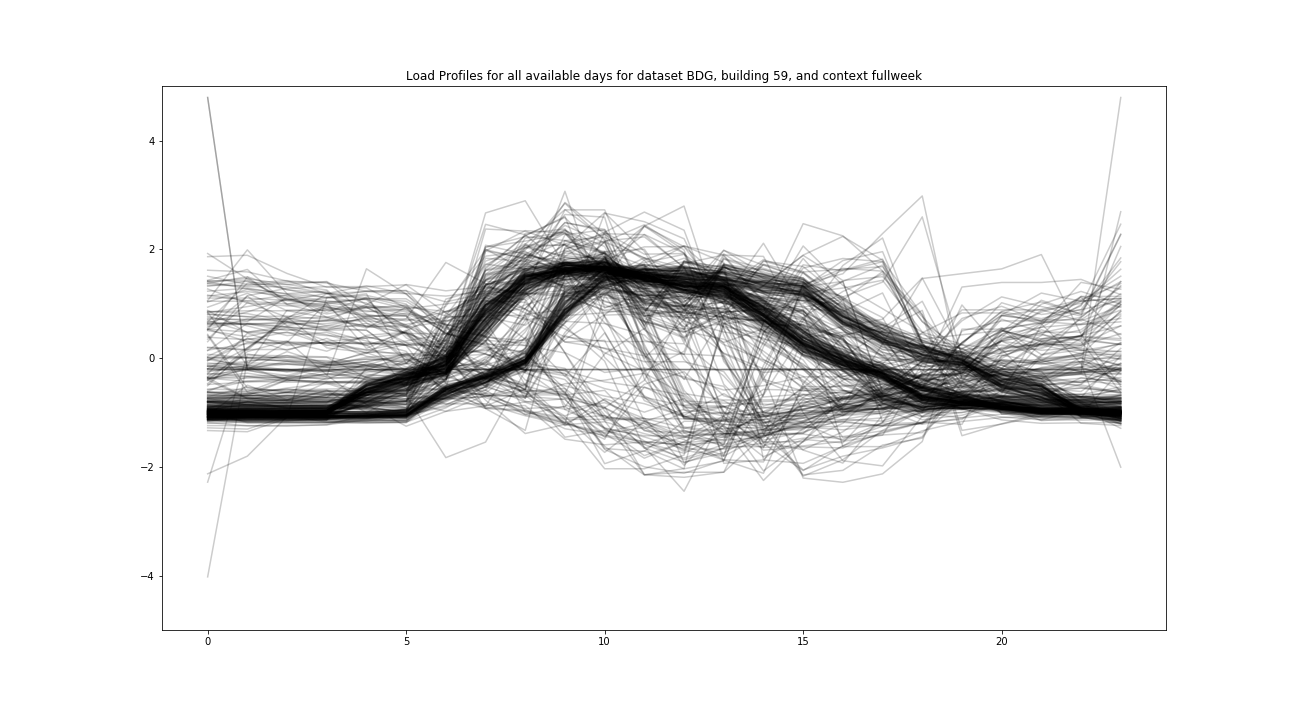 Load Profiles for all available days for dataset BDG, building 59, and context fullweek
4
2
0
−2
−4
0 5 10 15 20